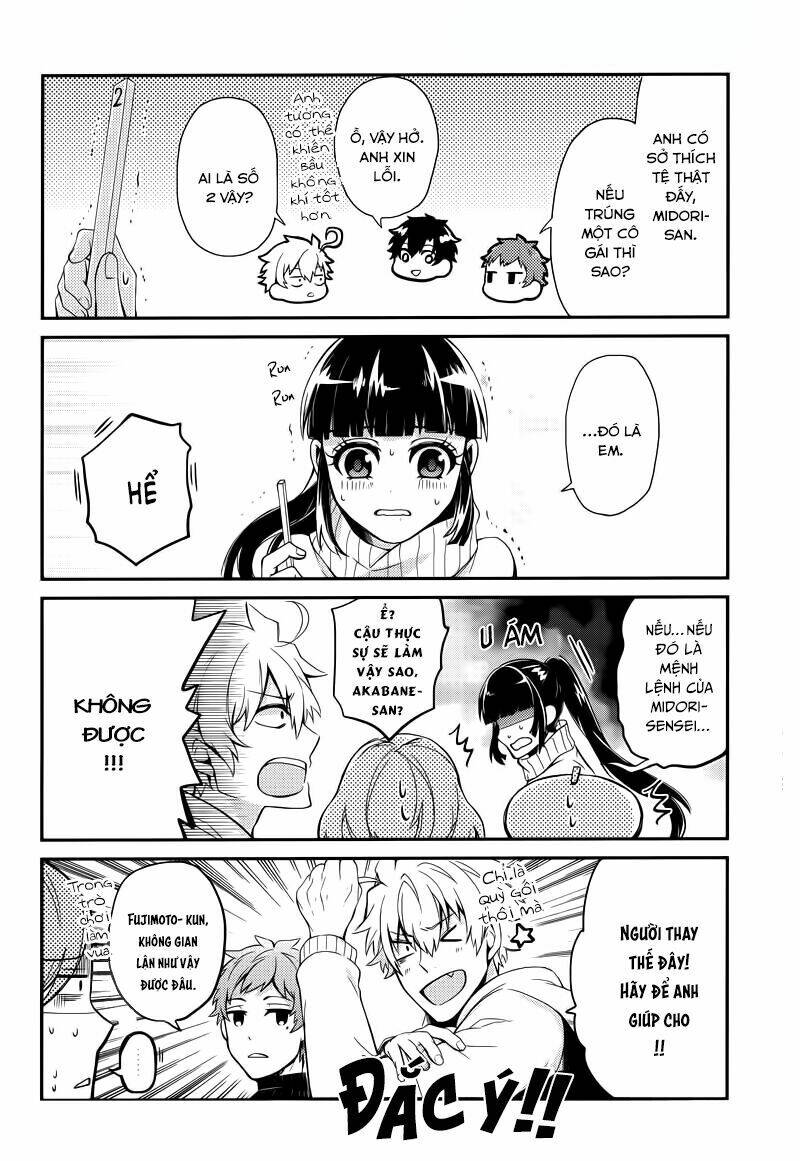 ANH CÓ
SỞ THÍCH
TỆ THẬT
ĐẤY,
MIDORI-
SAN.
NẾU
TRÚNG
MỘT CÔ
GÁI THÌ
SAO?
Ồ, VẬY HỞ.
ANH XIN
LỖI.
Anh
tưởng
có thể
khiến
bầu
không
khí tốt
hơn
AI LÀ SỐ
2 VẬY?
2
...ĐÓ LÀ
EM.
Run
Run
HỂ
NẾU...NẾU
ĐÓ LÀ
MỆNH
LỆNH CỦA
MIDORI-
SENSEI...
U ÁM
Ể?
CẬU THỰC
SỰ SẼ LÀM
VẬY SAO,
AKABANE-
SAN?
KHÔNG
ĐƯỢC
!!!
NGƯỜI THAY
THẾ ĐÂY!
HÃY ĐỂ ANH
GIÚP CHO
!!
Chỉ là
quỳ gối
thôi mà
FUJIMOTO- KUN,
KHÔNG GIAN
LẬN NHƯ VẬY
ĐƯỢC ĐÂU.
Trong
trò
chơi
làm
vua.
......
ĐẮC Ý!!